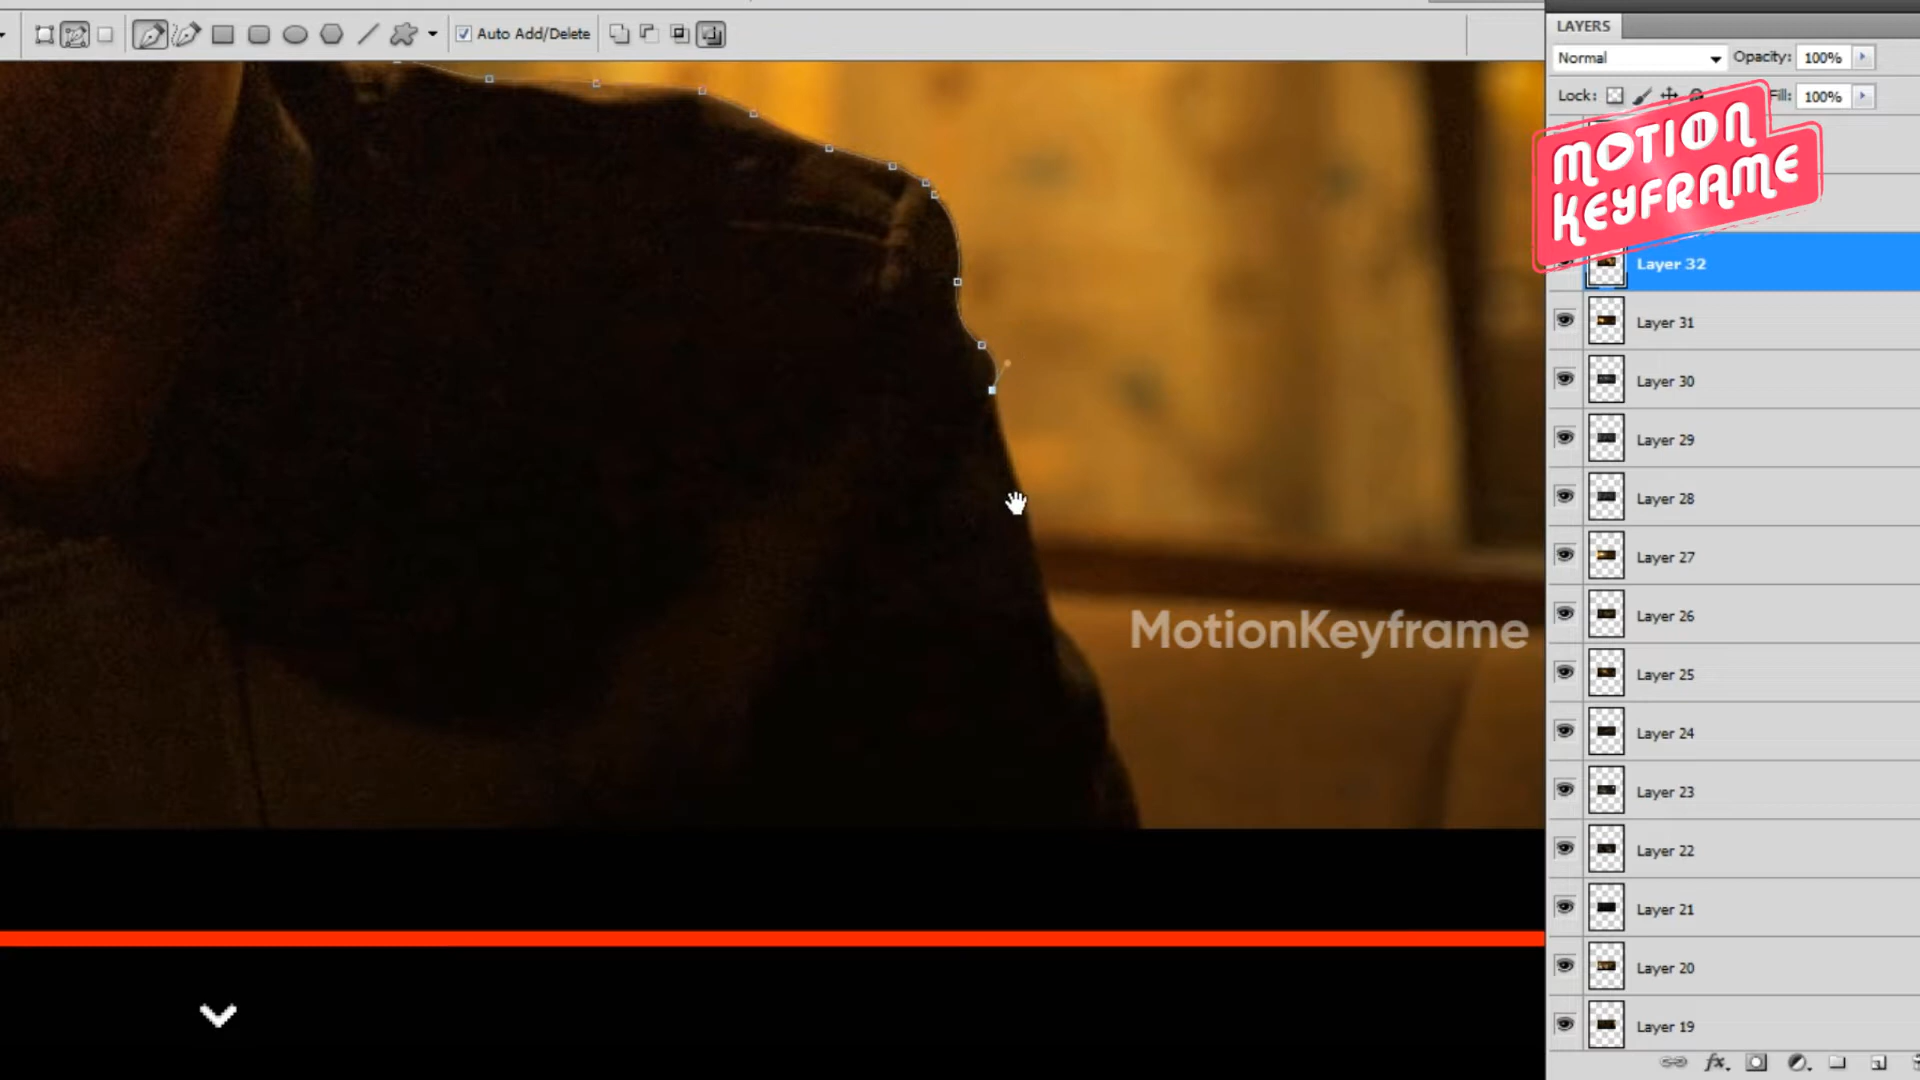 Auto Add/Delete
LAYERS
Normal
Opacity: 100%
Lock:
Fill: 100%
MOTION
KEYFRAME
Layer 32
Layer 31
Layer 30
Layer 29
Layer 28
Layer 27
Layer 26
MotionKeyframe
Layer 25
Layer 24
Layer 23
Layer 22
Layer 21
Layer 20
Layer 19
fx